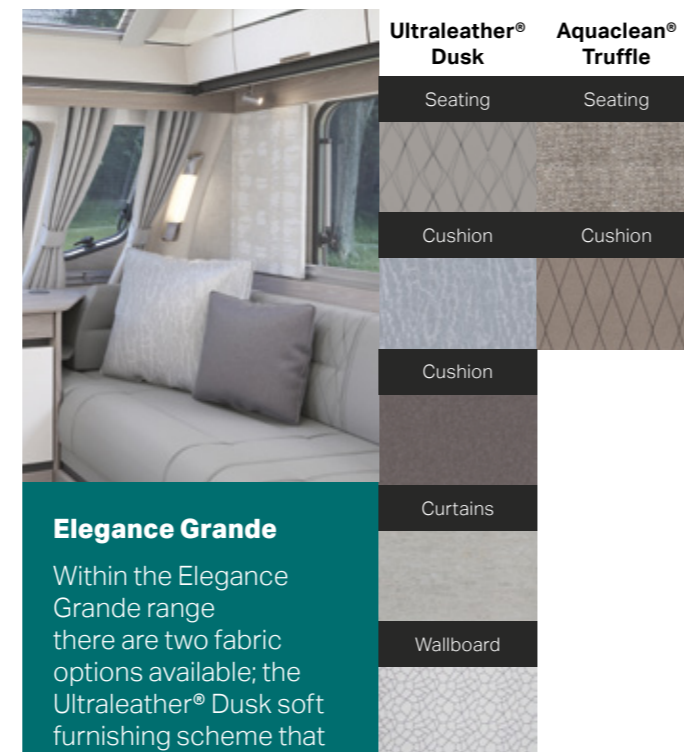 Ultraleather®
Dusk
Aquaclean®
Truffle
Seating
Seating
Cushion
Cushion
Cushion
Curtains
Wallboard
Elegance Grande
Within the Elegance
Grande range
there are two fabric
options available; the
Ultraleather® Dusk soft
furnishing scheme that